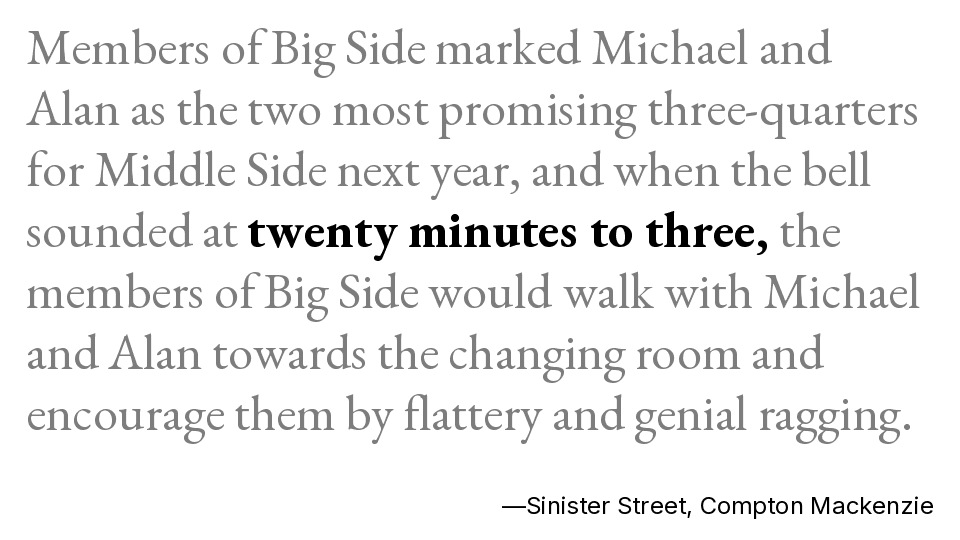 Members of Big Side marked Michael and
Alan as the two most promising three-quarters
for Middle Side next year, and when the bell
sounded at twenty minutes to three, the
members of Big Side would walk with Michael
and Alan towards the changing room and
encourage them by flattery and genial ragging.
—Sinister Street, Compton Mackenzie